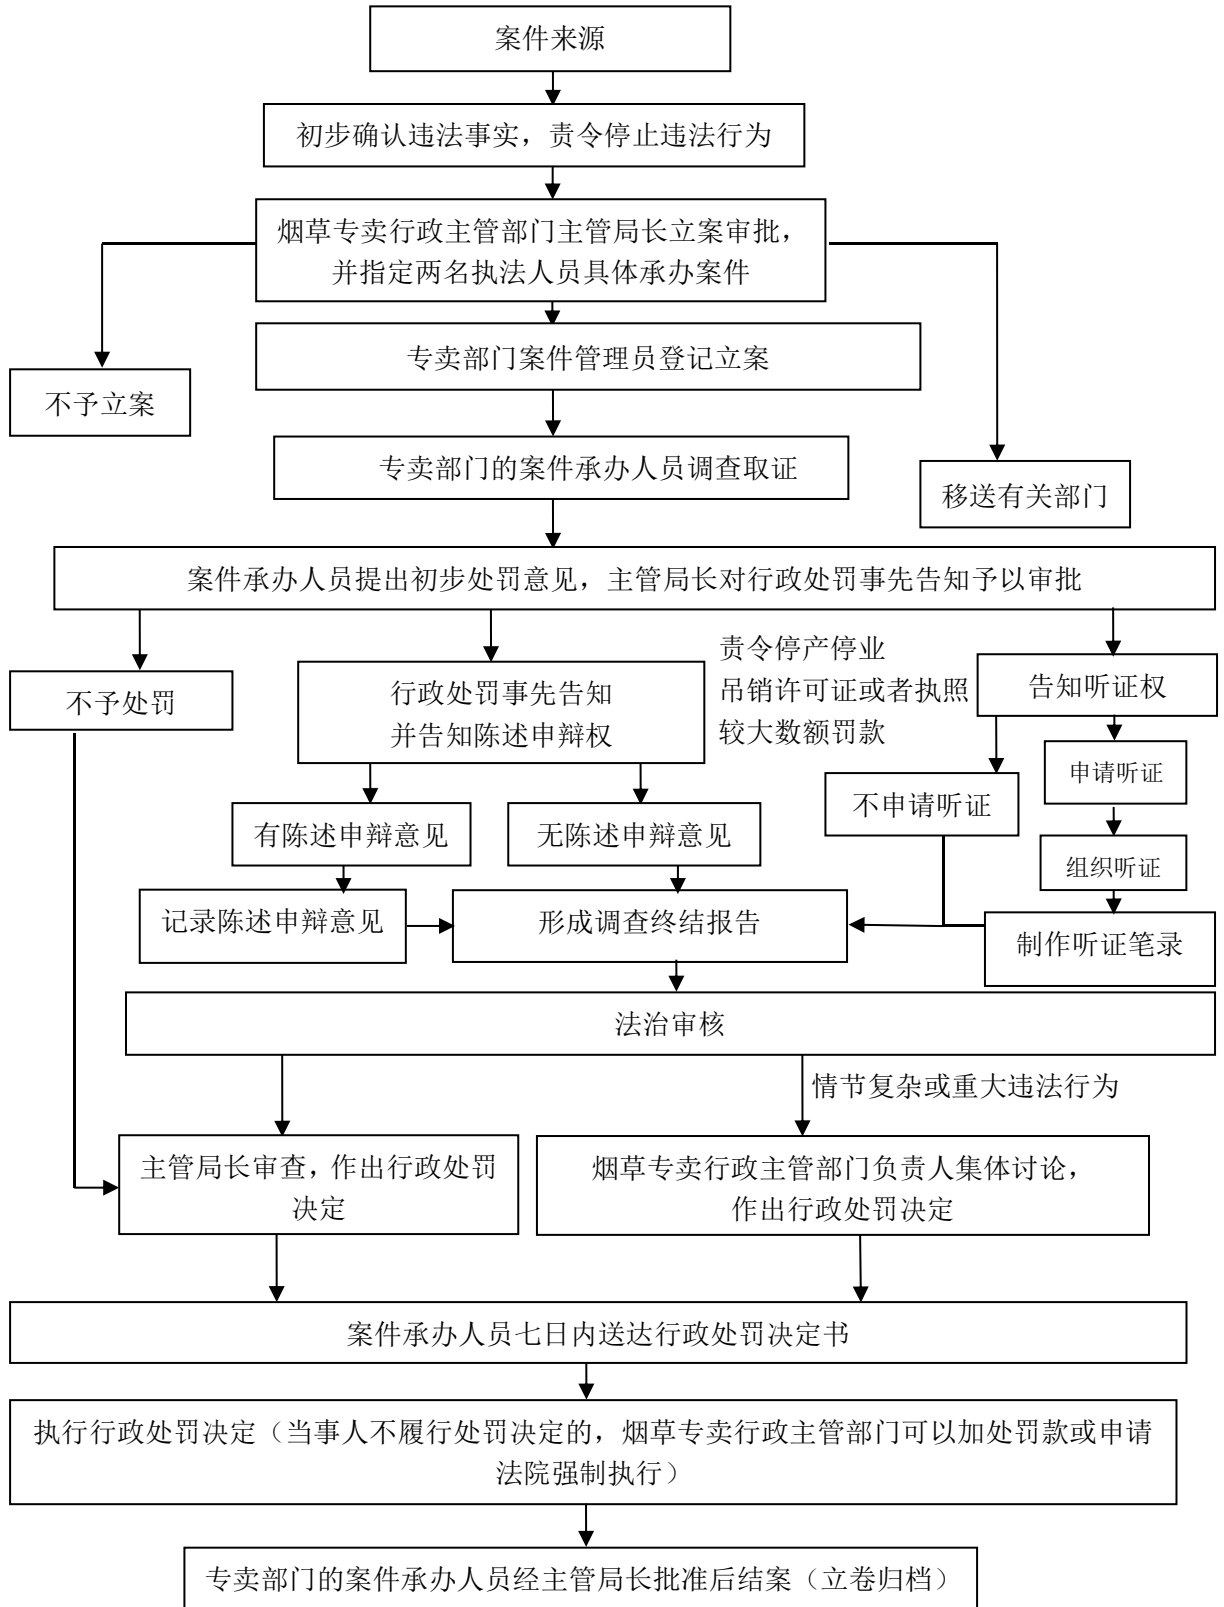 案件来源
初步确认违法事实，责令停止违法行为
烟草专卖行政主管部门主管局长立案审批，
并指定两名执法人员具体承办案件
专卖部门案件管理员登记立案
不予立案
专卖部门的案件承办人员调查取证
移送有关部门
案件承办人员提出初步处罚意见，主管局长对行政处罚事先告知予以审批
不予处罚
行政处罚事先告知
并告知陈述申辩权
责令停产停业
吊销许可证或者执照
较大数额罚款
告知听证权
申请听证
不申请听证
有陈述申辩意见
无陈述申辩意见
组织听证
记录陈述申辩意见
形成调查终结报告
制作听证笔录
法治审核
情节复杂或重大违法行为
主管局长审查，作出行政处罚
决定
烟草专卖行政主管部门负责人集体讨论，
作出行政处罚决定
案件承办人员七日内送达行政处罚决定书
执行行政处罚决定（当事人不履行处罚决定的，烟草专卖行政主管部门可以加处罚款或申请
法院强制执行）
专卖部门的案件承办人员经主管局长批准后结案（立卷归档）